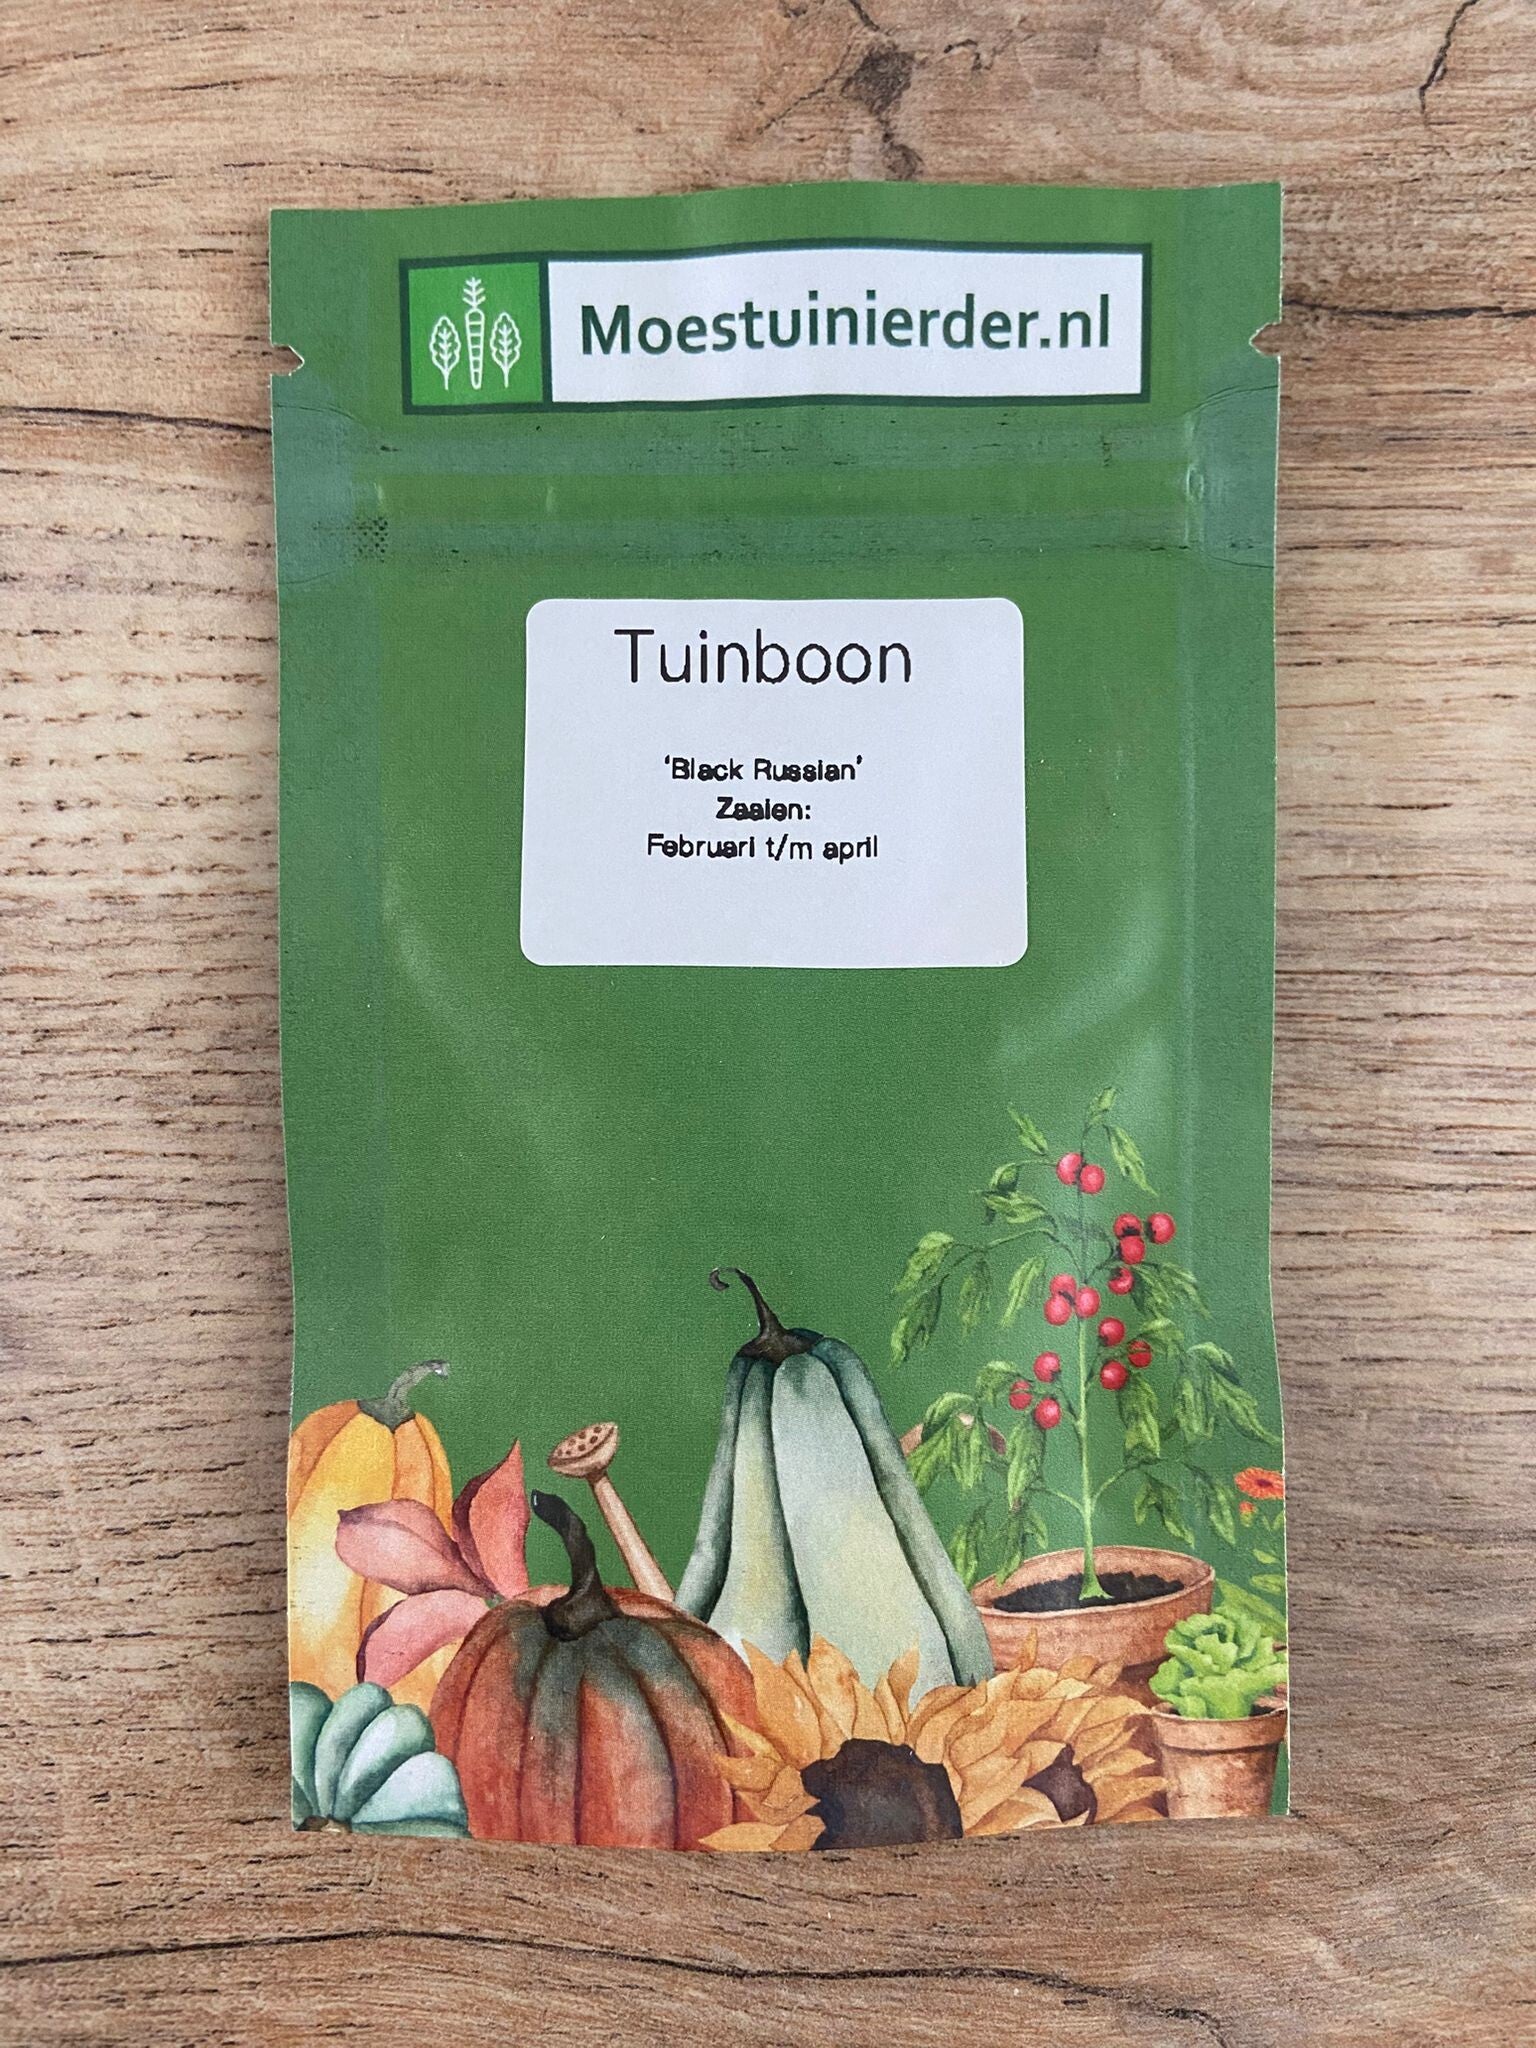 Moestuinierder.nl
Tuinboon
‘Black Russian’
Zaaien:
Februari t/m april